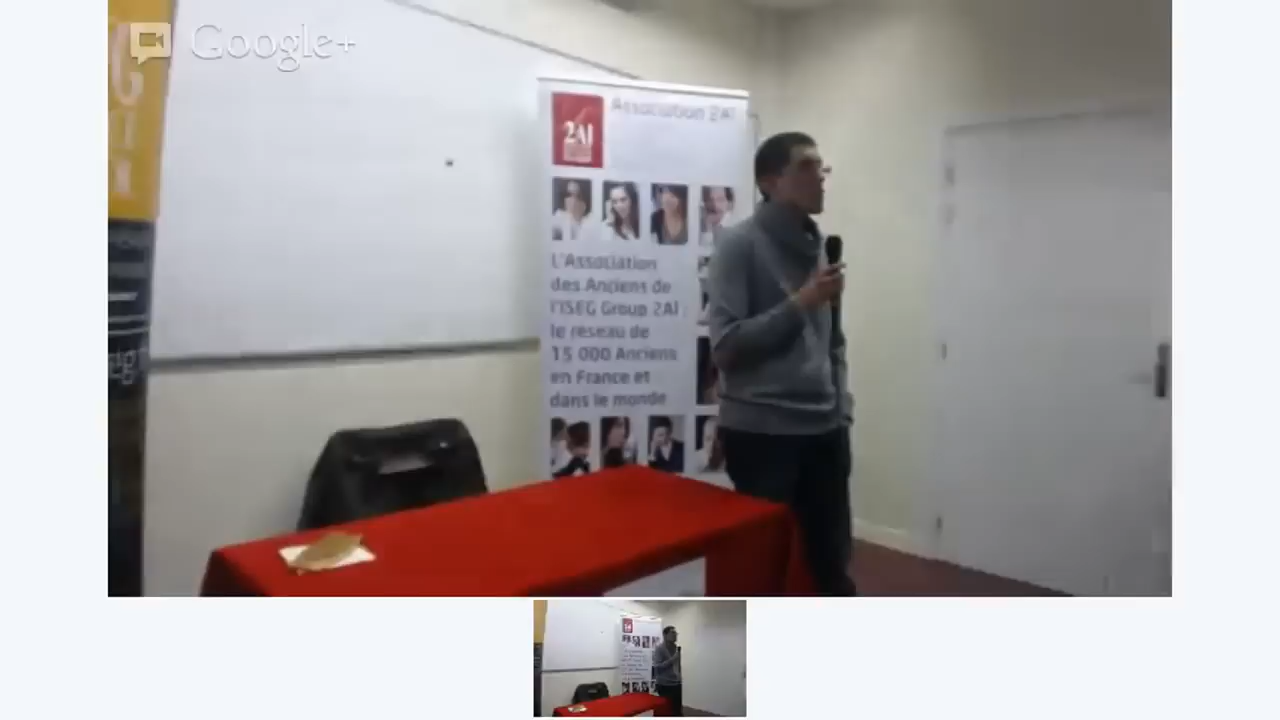 Google+
Association 2AI
2AI
L'Association
des Anciens de
l'ISEG Group 2AI :
le réseau de
15 000 Anciens
en France et
dans le monde